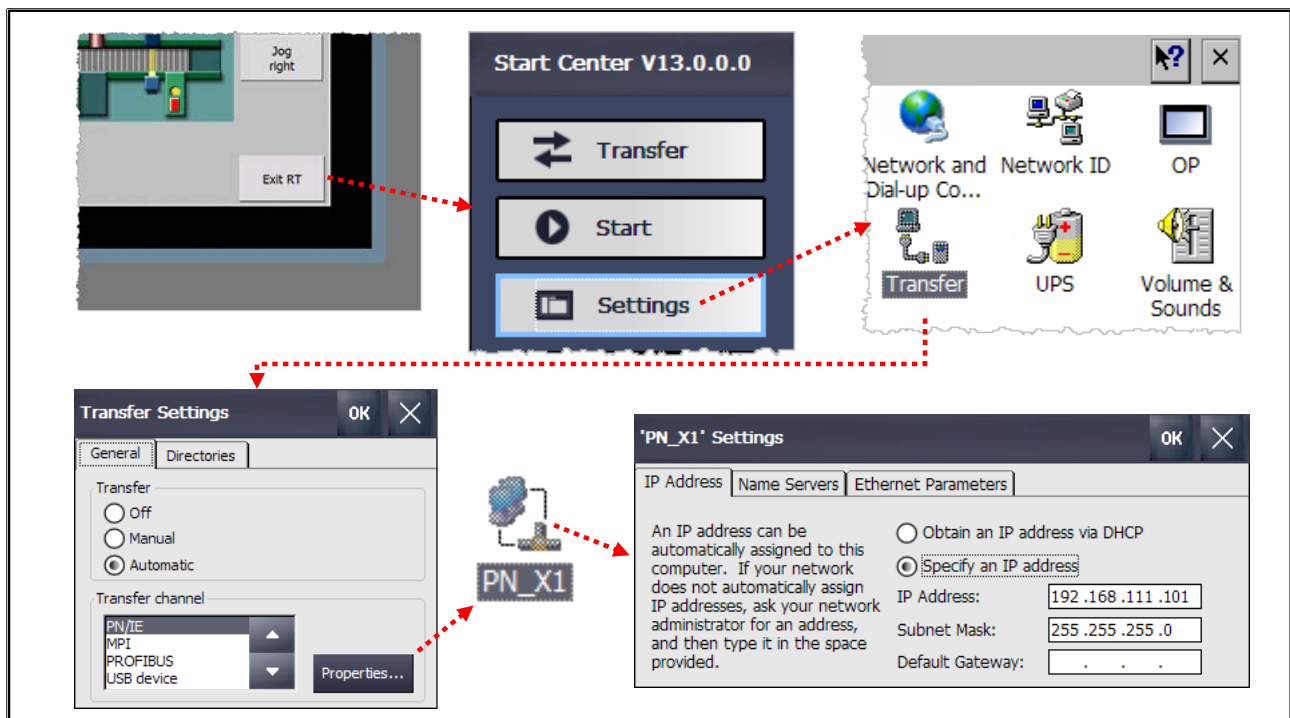 Jog
right
Exit RT
Start Center V13.0.0.0
Transfer
Start
Settings
?
Network and
Dial-up Co...
Network ID
OP
Transfer
UPS
Volume &
Sounds
Transfer Settings
OK
General
Directories
Transfer
Off
Manual
Automatic
Transfer channel
PN/IE
MPI
PROFIBUS
USB device
Properties...
PN_X1
'PN_X1' Settings
OK
IP Address
Name Servers
Ethernet Parameters
An IP address can be
automatically assigned to this
computer. If your network
does not automatically assign
IP addresses, ask your network
administrator for an address,
and then type it in the space
provided.
Obtain an IP address via DHCP
Specify an IP address
IP Address: 192.168.111.101
Subnet Mask: 255.255.255.0
Default Gateway: . . .